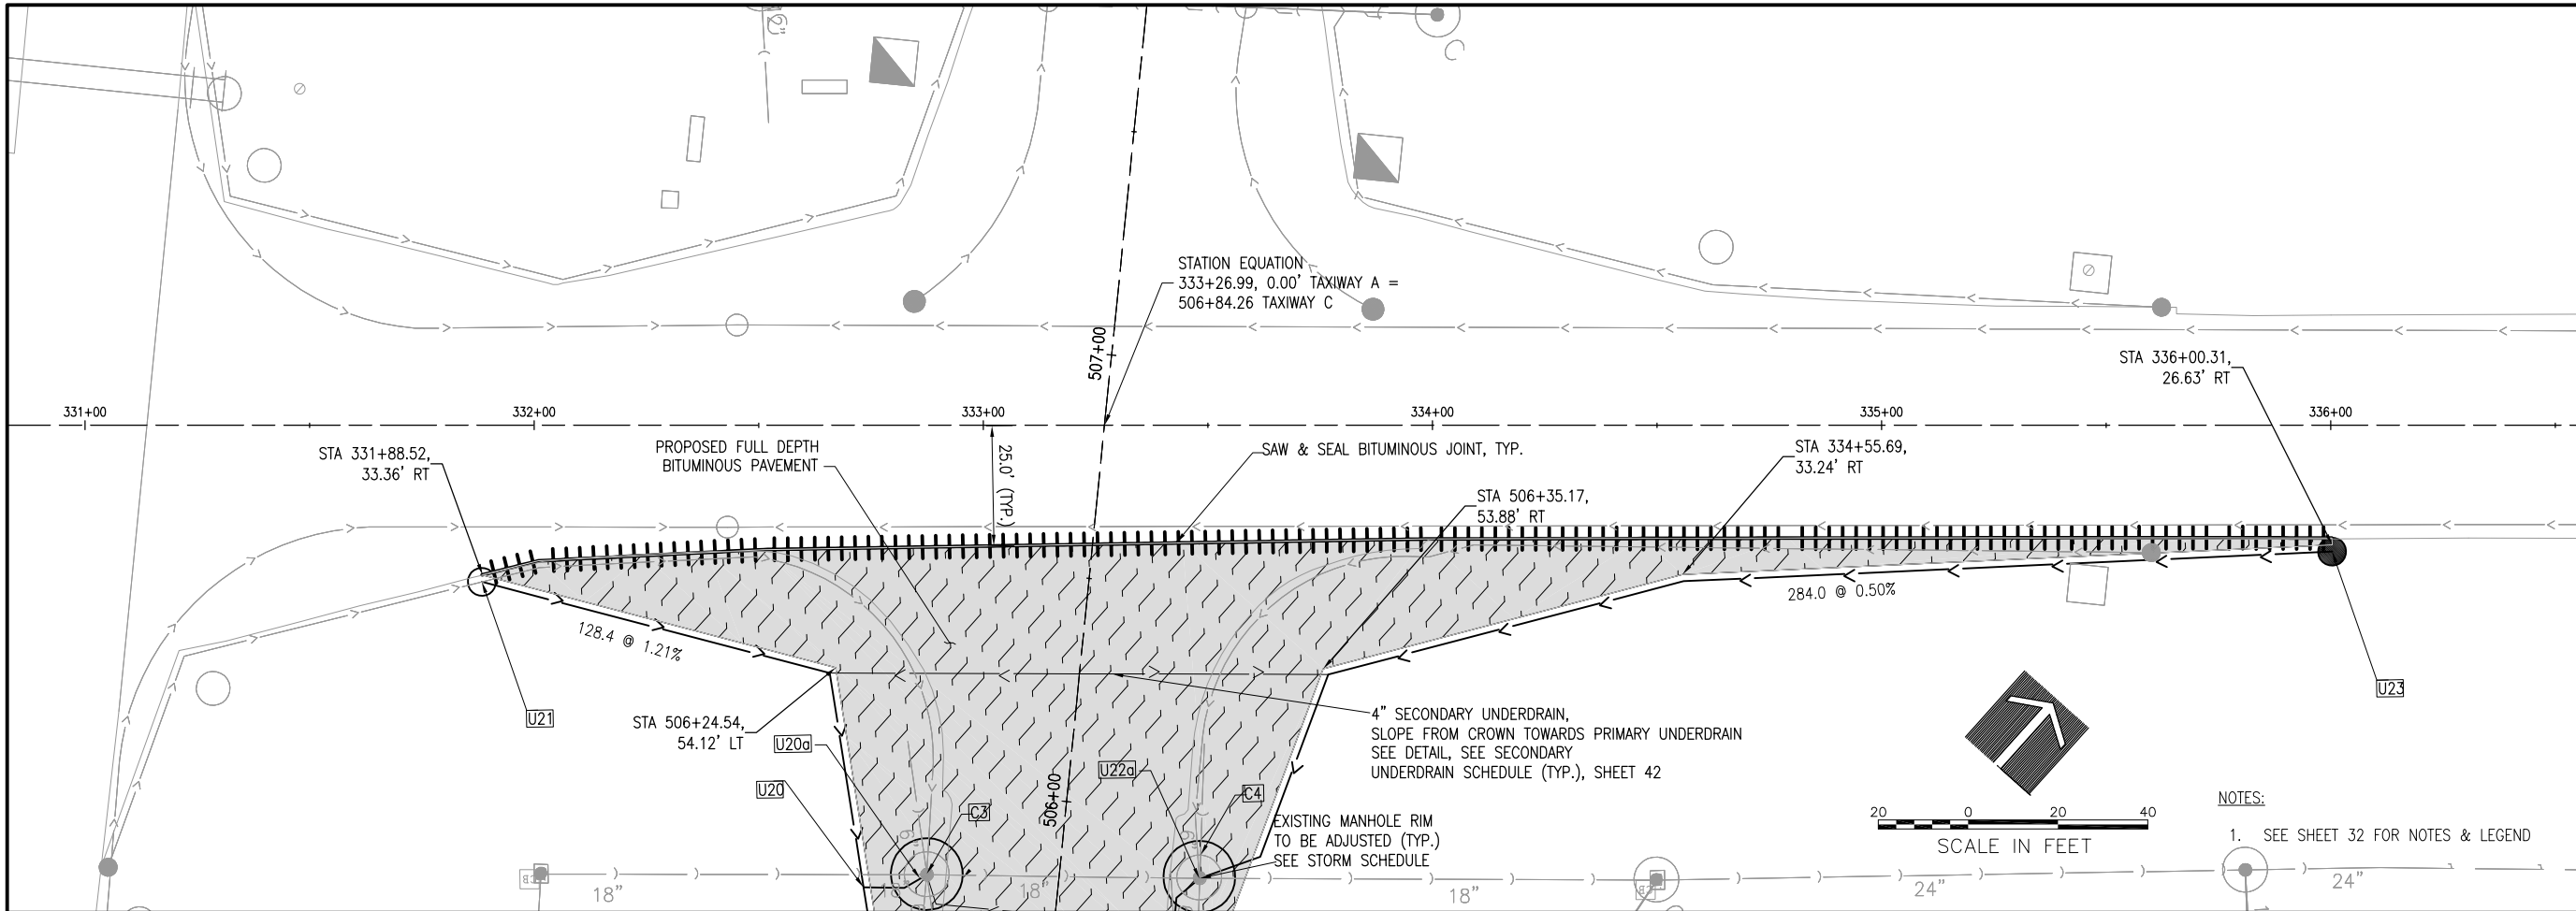 12"
C
STATION EQUATION
333+26.99, 0.00' TAXIWAY A =
506+84.26 TAXIWAY C
507+00
STA 336+00.31,
26.63' RT
331+00
332+00
333+00
334+00
335+00
336+00
STA 331+88.52,
33.36' RT
PROPOSED FULL DEPTH
BITUMINOUS PAVEMENT
25.0' (TYP.)
SAW & SEAL BITUMINOUS JOINT, TYP.
STA 334+55.69,
33.24' RT
STA 506+35.17,
53.88' RT
128.4 @ 1.21%
284.0 @ 0.50%
U21
U23
STA 506+24.54,
54.12' LT
U20a
U20
C3
506+00
U22a
C4
4" SECONDARY UNDERDRAIN,
SLOPE FROM CROWN TOWARDS PRIMARY UNDERDRAIN
SEE DETAIL, SEE SECONDARY
UNDERDRAIN SCHEDULE (TYP.), SHEET 42
EXISTING MANHOLE RIM
TO BE ADJUSTED (TYP.)
SEE STORM SCHEDULE
20 0 20 40
SCALE IN FEET
NOTES:
1. SEE SHEET 32 FOR NOTES & LEGEND
CB
18"
6"
18"
18"
6"
18"
CB
24"
24"